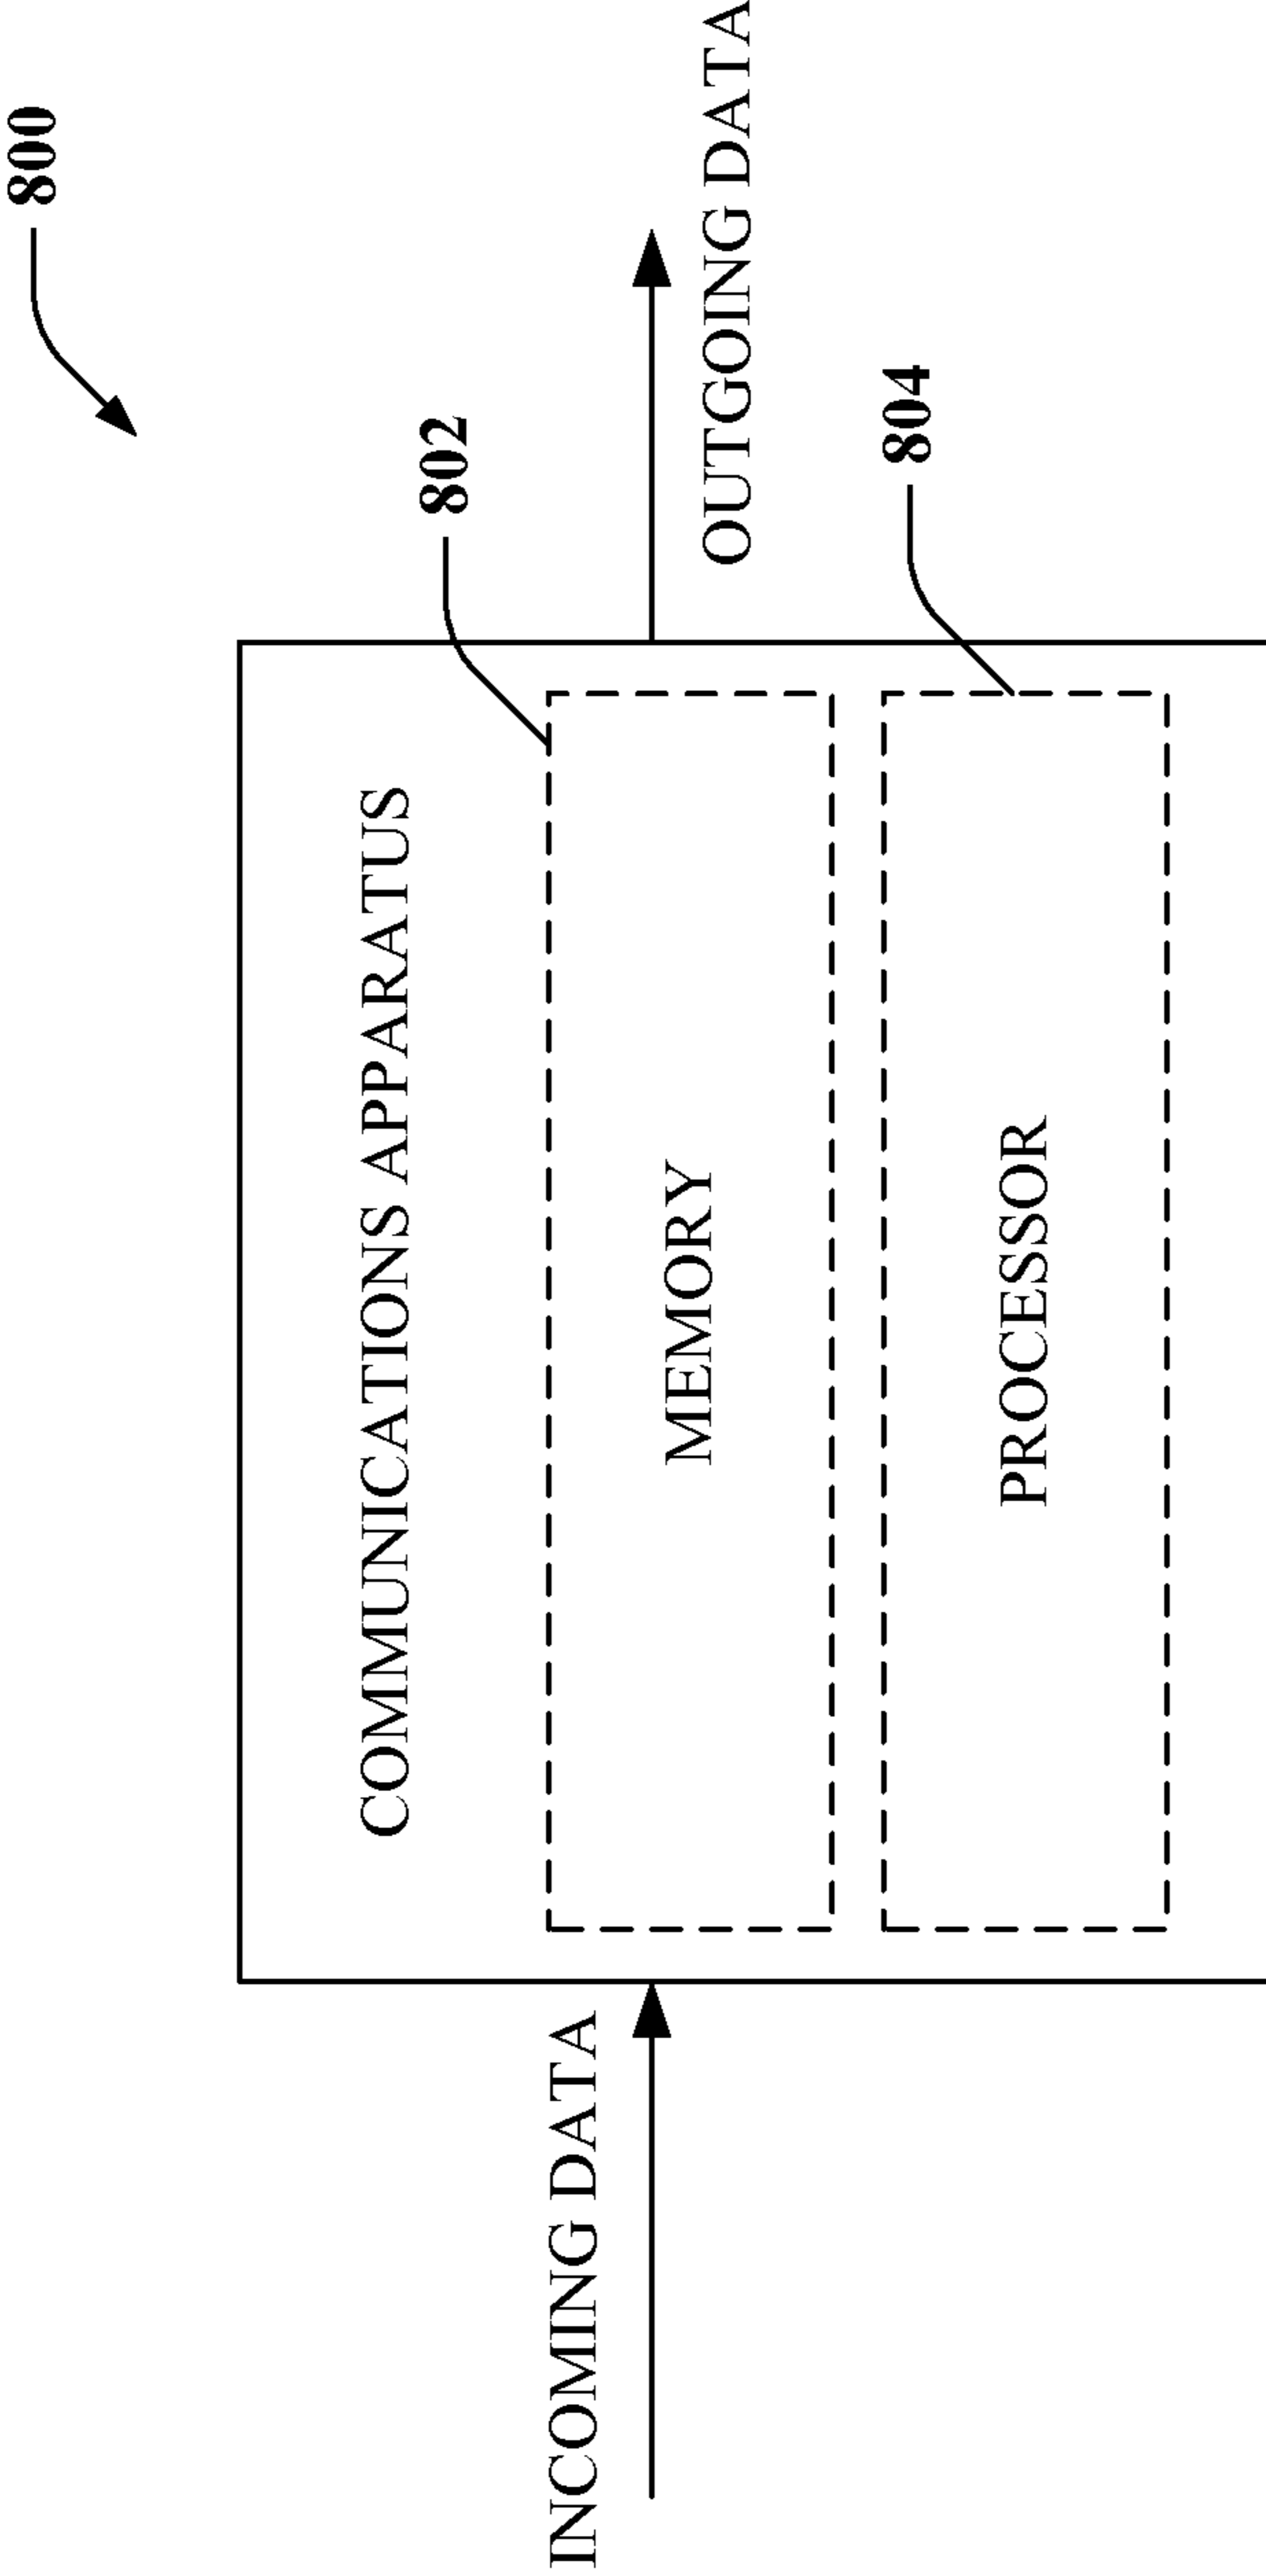 800
COMMUNICATIONS APPARATUS
802
INCOMING DATA
MEMORY
OUTGOING DATA
804
PROCESSOR